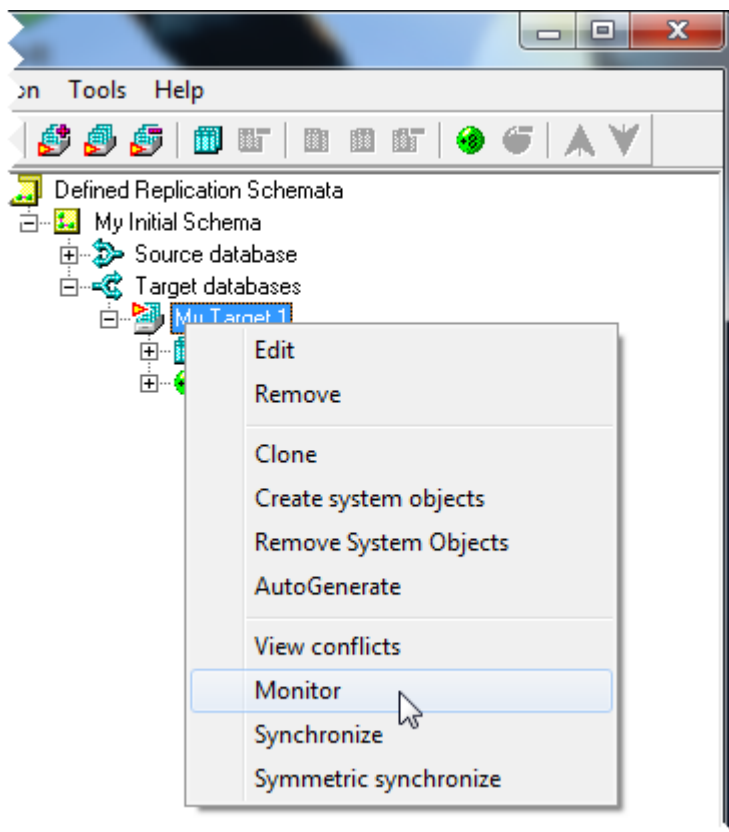 Tools Help
Defined Replication Schemata
My Initial Schema
Source database
Target databases
My Target 1
Edit
Remove
Clone
Create system objects
Remove System Objects
AutoGenerate
View conflicts
Monitor
Synchronize
Symmetric synchronize